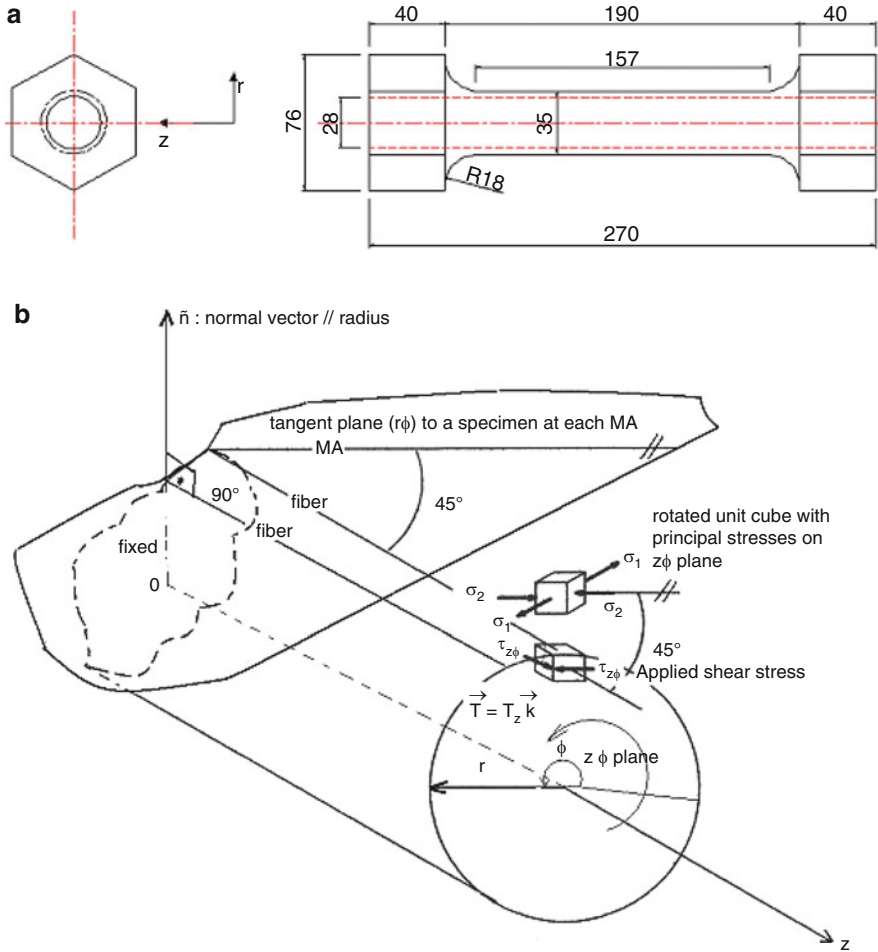 a
40
190
40
157
r
z
76
28
35
R18
270
b
ñ : normal vector // radius
tangent plane (rϕ) to a specimen at each MA
MA
90°
fiber
fiber
45°
fixed
0
rotated unit cube with
principal stresses on
zϕ plane
σ1
σ2
σ2
σ1
τzϕ
45°
τzϕ
Applied shear stress
T = Tz k
ϕ
z ϕ plane
r
z